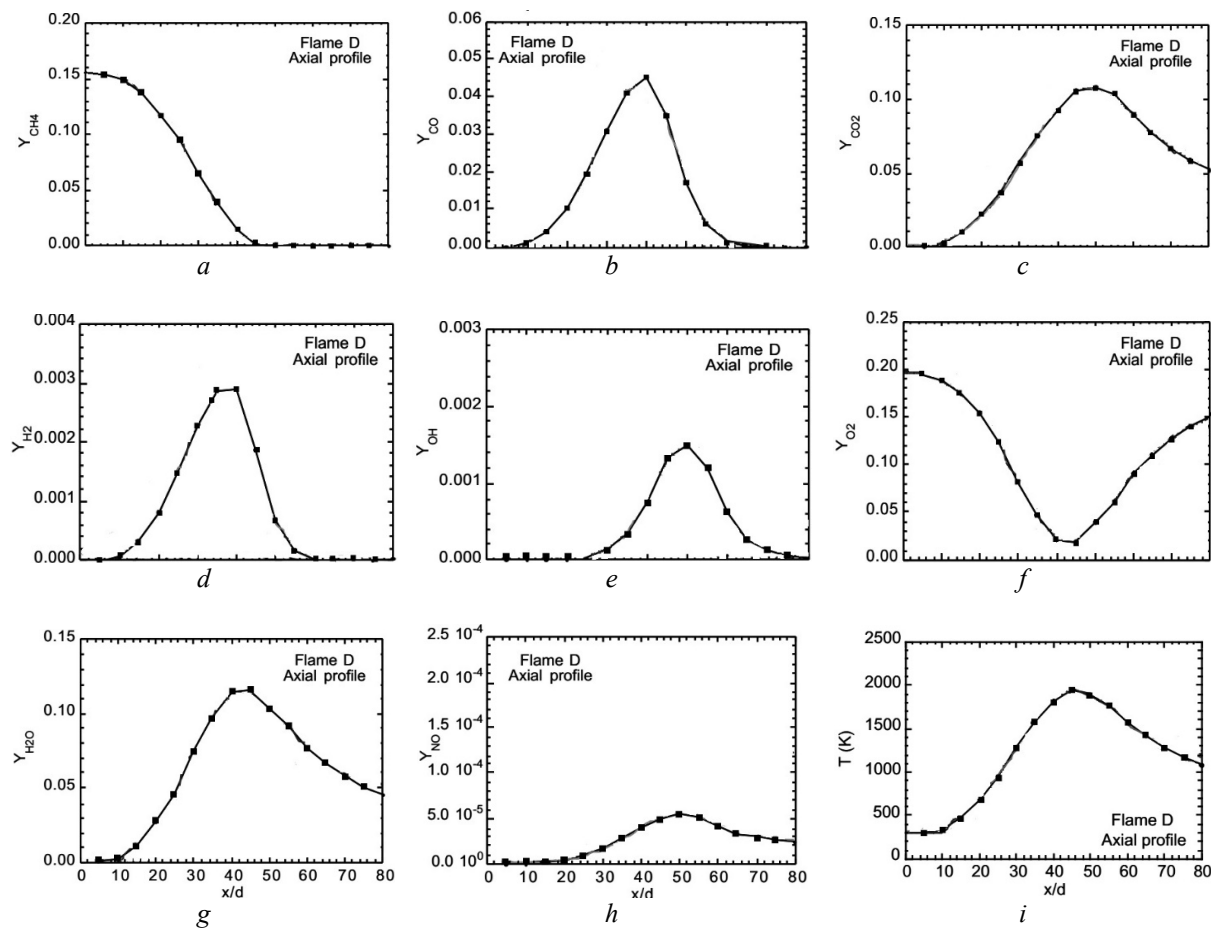 0.20
0.15
0.10
0.05
0.00
Y_CH4
Flame D
Axial profile
a
0.06
0.04
0.03
0.02
0.01
0.00
Y_CO
Flame D
Axial profile
b
0.15
0.10
0.05
0.00
Y_CO2
Flame D
Axial profile
c
0.004
0.003
0.002
0.001
0.000
Y_H2
Flame D
Axial profile
d
0.003
0.002
0.001
0.000
Y_OH
Flame D
Axial profile
e
0.25
0.20
0.15
0.10
0.05
0.00
Y_O2
Flame D
Axial profile
f
0.15
0.10
0.05
0.00
Y_H2O
Flame D
Axial profile
0 10 20 30 40 50 60 70 80
x/d
g
2.5 10^-4
2.0 10^-4
1.5 10^-4
1.0 10^-4
5.0 10^-5
0.0 10^0
Y_NO
Flame D
Axial profile
0 10 20 30 40 50 60 70 80
x/d
h
2500
2000
1500
1000
500
0
T (K)
Flame D
Axial profile
0 10 20 30 40 50 60 70 80
x/d
i